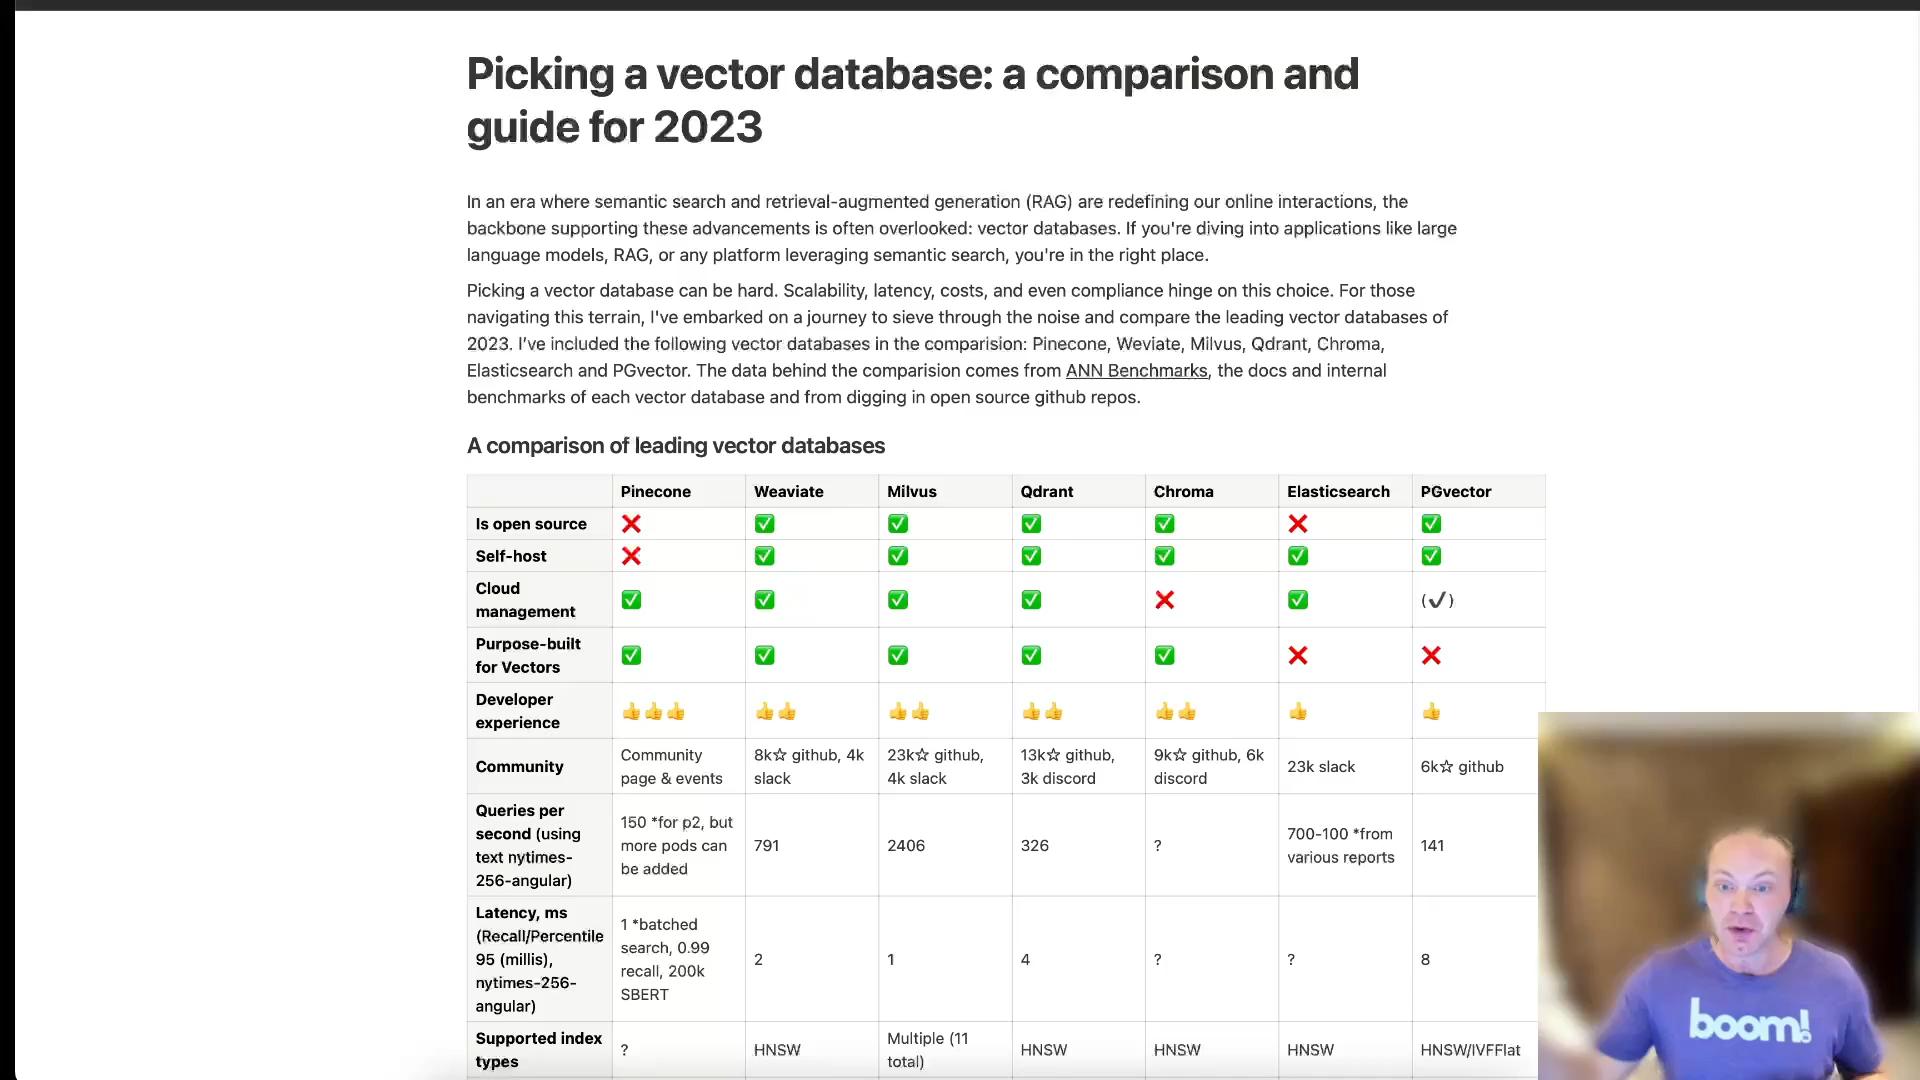 Picking a vector database: a comparison and
guide for 2023
In an era where semantic search and retrieval-augmented generation (RAG) are redefining our online interactions, the
backbone supporting these advancements is often overlooked: vector databases. If you're diving into applications like large
language models, RAG, or any platform leveraging semantic search, you're in the right place.
Picking a vector database can be hard. Scalability, latency, costs, and even compliance hinge on this choice. For those
navigating this terrain, I've embarked on a journey to sieve through the noise and compare the leading vector databases of
2023. I've included the following vector databases in the comparision: Pinecone, Weviate, Milvus, Qdrant, Chroma,
Elasticsearch and PGvector. The data behind the comparision comes from ANN Benchmarks, the docs and internal
benchmarks of each vector database and from digging in open source github repos.
A comparison of leading vector databases
Pinecone Weaviate Milvus Qdrant Chroma Elasticsearch PGvector
Is open source ❌ ✅ ✅ ✅ ✅ ❌ ✅
Self-host ❌ ✅ ✅ ✅ ✅ ✅ ✅
Cloud
management ✅ ✅ ✅ ✅ ❌ ✅ (✔)
Purpose-built
for Vectors ✅ ✅ ✅ ✅ ✅ ❌ ❌
Developer
experience 👍👍👍 👍👍 👍👍 👍👍 👍👍 👍 👍
Community
Community
page & events
8k☆ github, 4k
slack
23k☆ github,
4k slack
13k☆ github,
3k discord
9k☆ github, 6k
discord
23k slack
6k☆ github
Queries per
second (using
text nytimes-
256-angular)
150 *for p2, but
more pods can
be added
791
2406
326
?
700-100 *from
various reports
141
Latency, ms
(Recall/Percentile
95 (millis),
nytimes-256-
angular)
1 *batched
search, 0.99
recall, 200k
SBERT
2
1
4
?
?
8
Supported index
types
?
HNSW
Multiple (11
total)
HNSW
HNSW
HNSW
HNSW/IVFFlat
boom!